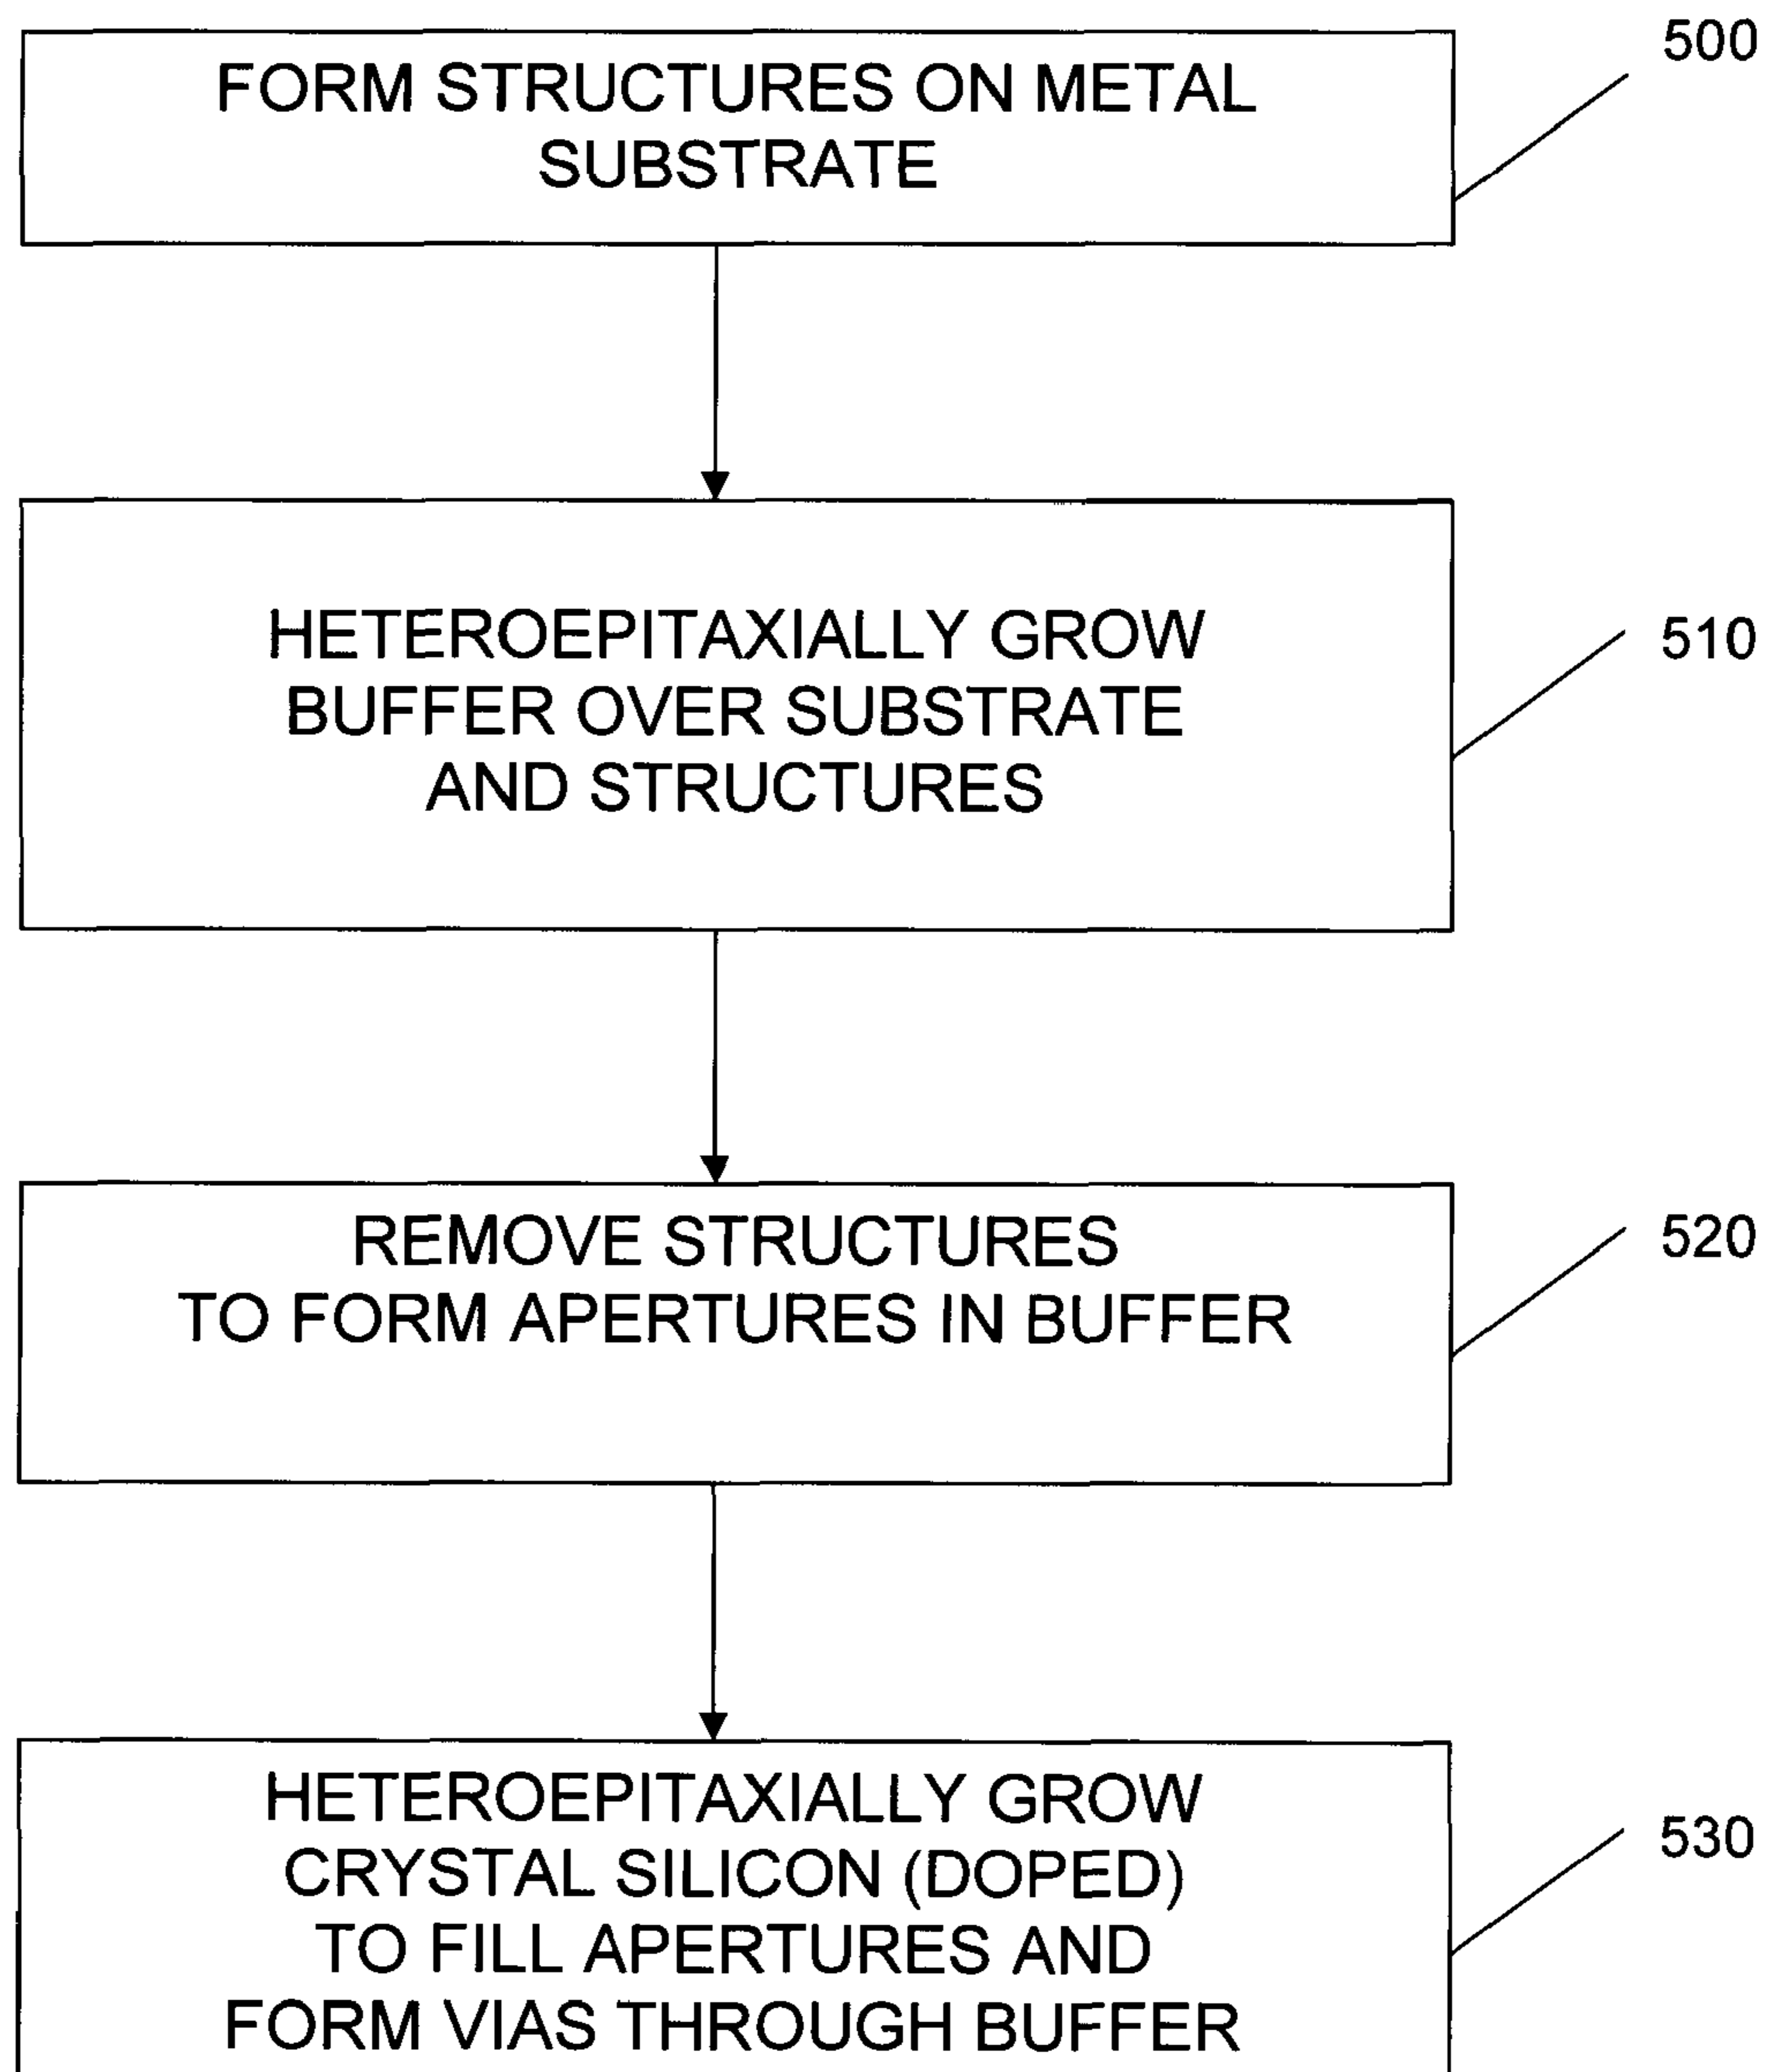 500
FORM STRUCTURES ON METAL
SUBSTRATE
HETEROEPITAXIALLY GROW
BUFFER OVER SUBSTRATE
AND STRUCTURES
510
REMOVE STRUCTURES
TO FORM APERTURES IN BUFFER
520
HETEROEPITAXIALLY GROW
CRYSTAL SILICON (DOPED)
TO FILL APERTURES AND
FORM VIAS THROUGH BUFFER
530